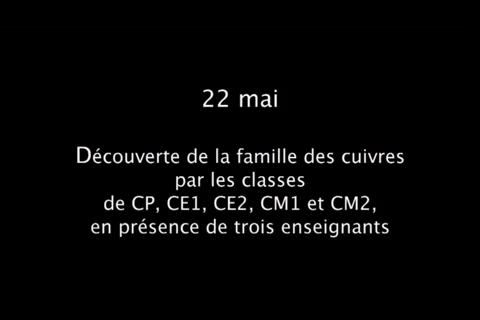 22 mai
Découverte de la famille des cuivres
par les classes
de CP, CE1, CE2, CM1 et CM2,
en présence de trois enseignants